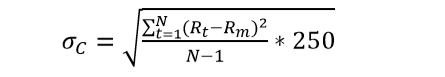 σ_C = √( (∑_{t=1}^{N} (R_t − R_m)²) / (N−1) ∗ 250 )